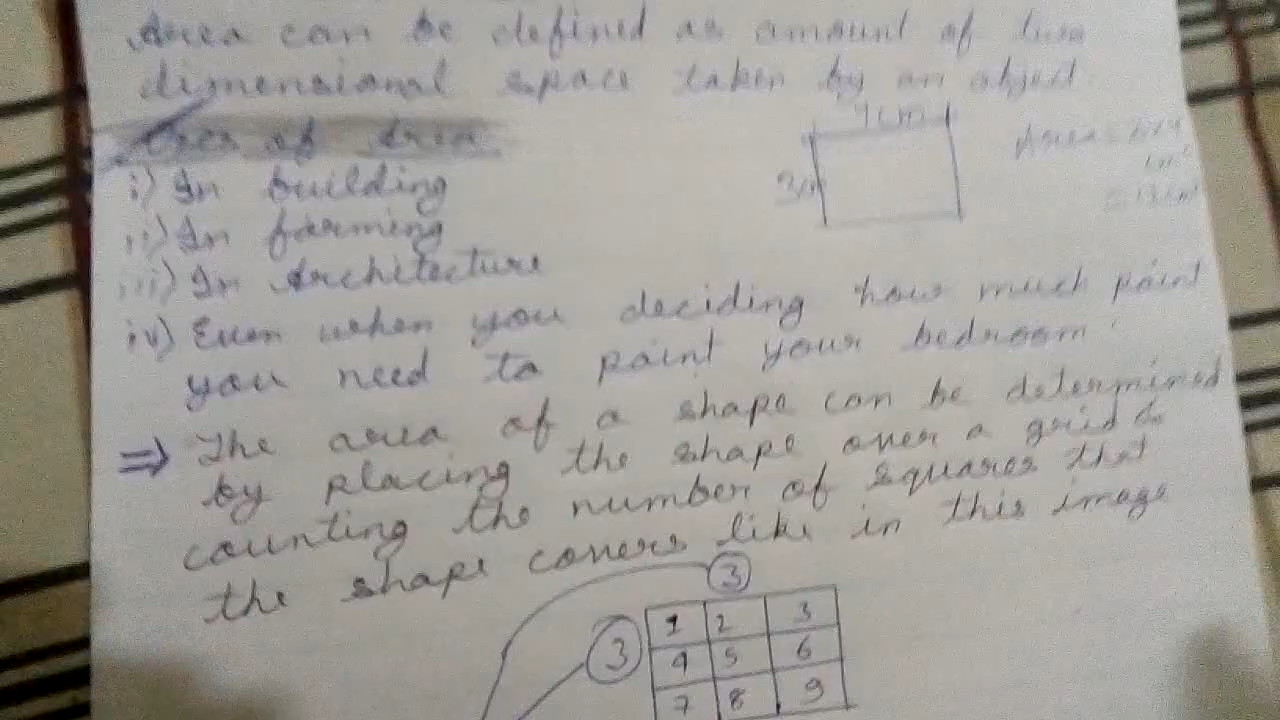 Area can be defined as amount of two
dimensional space taken by an object
Uses of Area
i) In building
ii) In farming
iii) In Architecture
iv) Even when you deciding how much paint
you need to paint your bedroom
4cm
3
Area =
⇒ The area of a shape can be determined
by placing the shape over a grid &
counting the number of squares that
the shape covers like in this image
3
3
1 2 3
4 5 6
7 8 9